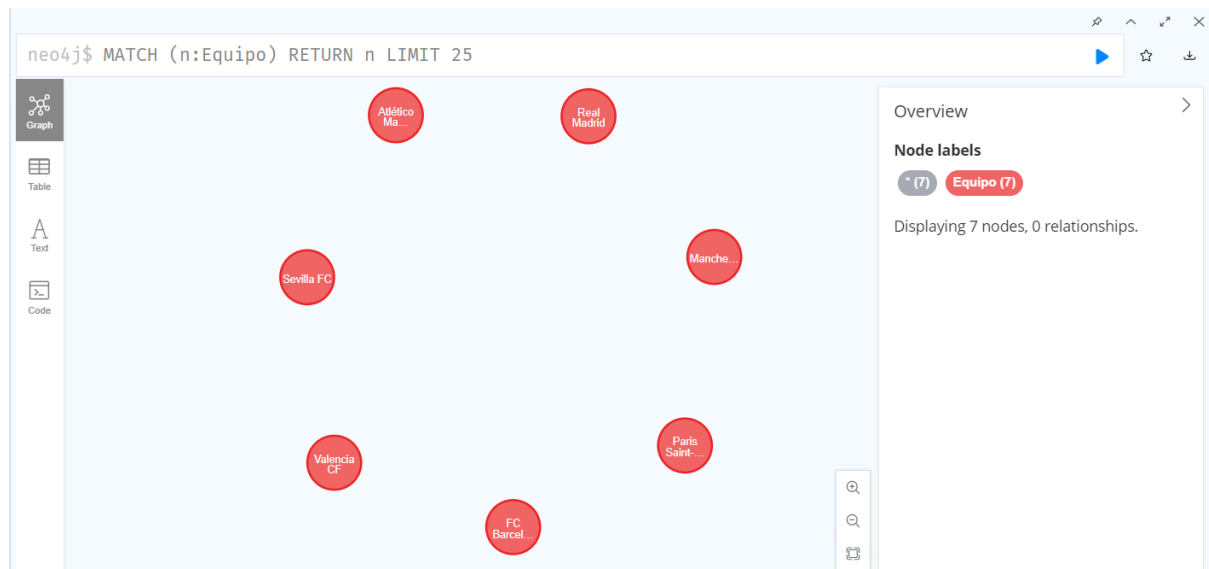 neo4j$ MATCH (n:Equipo) RETURN n LIMIT 25
Graph
Table
Text
Code
Atlético
Ma...
Real
Madrid
Sevilla FC
Manche...
Valencia
CF
Paris
Saint-...
FC
Barcel...
Overview
Node labels
* (7) Equipo (7)
Displaying 7 nodes, 0 relationships.